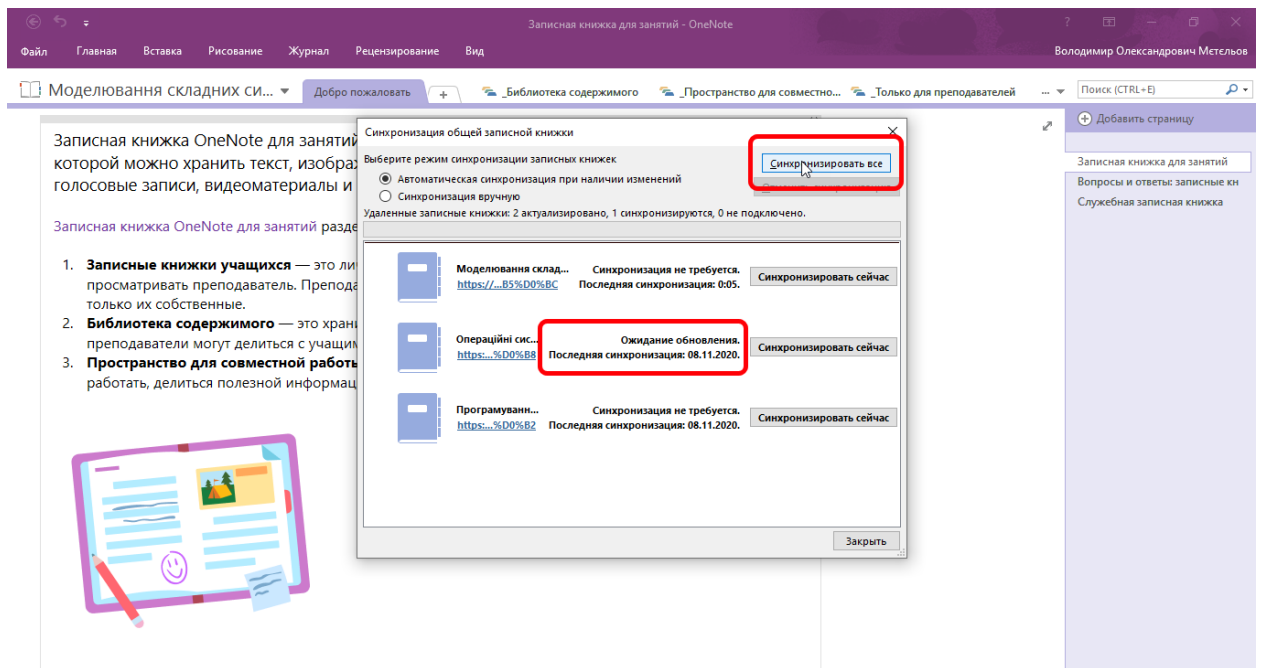 Записная книжка для занятий - OneNote
?
Файл Главная Вставка Рисование Журнал Рецензирование Вид Володимир Олександрович Мєтєльов
Моделювання складних си... Добро пожаловать + _Библиотека содержимого _Пространство для совместно... _Только для преподавателей ... Поиск (CTRL+E)
Добавить страницу
Записная книжка для занятий
Вопросы и ответы: записные кн
Служебная записная книжка
Записная книжка OneNote для занятий
которой можно хранить текст, изобра
голосовые записи, видеоматериалы и
Записная книжка OneNote для занятий разде
1. Записные книжки учащихся — это ли
просматривать преподаватель. Препода
только их собственные.
2. Библиотека содержимого — это храни
преподаватели могут делиться с учащим
3. Пространство для совместной работь
работать, делиться полезной информац
Синхронизация общей записной книжки
Выберите режим синхронизации записных книжек
Автоматическая синхронизация при наличии изменений
Синхронизация вручную
Синхронизировать все
Удаленные записные книжки: 2 актуализировано, 1 синхронизируются, 0 не подключено.
Моделювання склад... Синхронизация не требуется.
https://...B5%D0%BC Последняя синхронизация: 0:05.
Синхронизировать сейчас
Операційні сис... Ожидание обновления.
https:...%D0%B8 Последняя синхронизация: 08.11.2020.
Синхронизировать сейчас
Програмуванн... Синхронизация не требуется.
https:...%D0%B2 Последняя синхронизация: 08.11.2020.
Синхронизировать сейчас
Закрыть